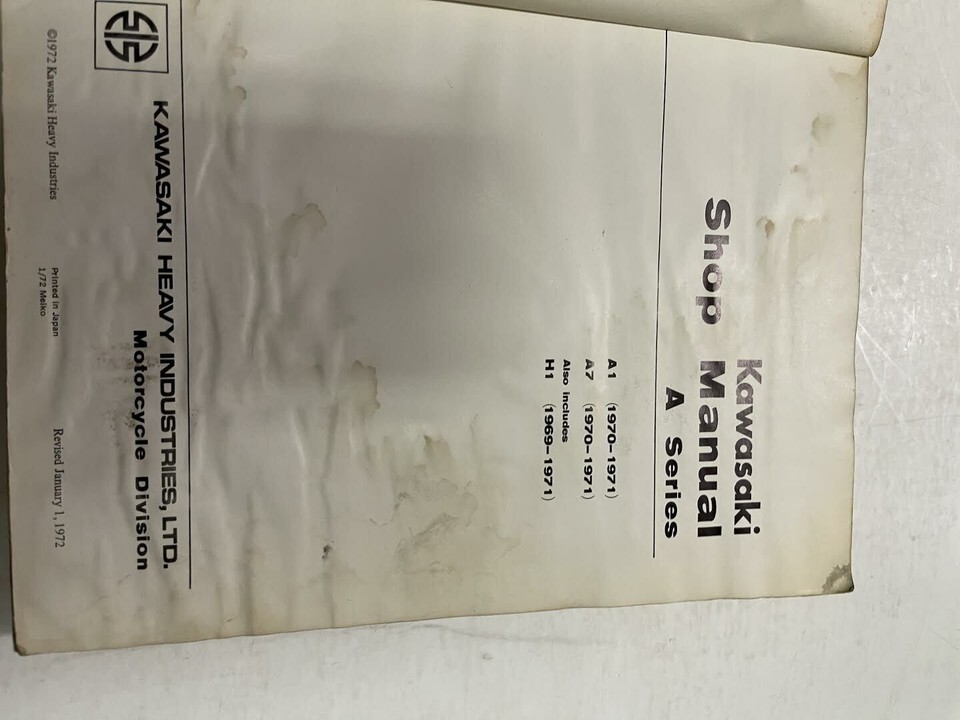 Kawasaki
Shop Manual
A Series
A1 (1970-1971)
A7 (1970-1971)
Also includes
H1 (1969-1971)
KAWASAKI HEAVY INDUSTRIES, LTD.
Motorcycle Division
©1972 Kawasaki Heavy Industries
Printed in Japan
1/72 Meiko
Revised January 1, 1972